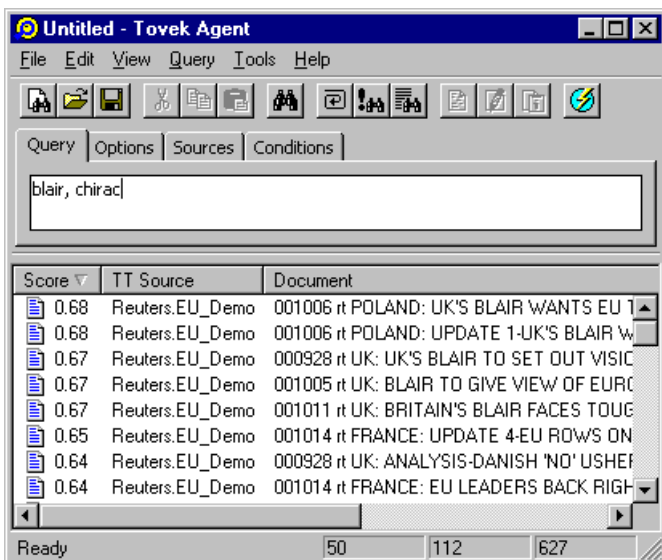 Untitled - Tovek Agent
File Edit View Query Tools Help
Query Options Sources Conditions
blair, chirac
Score TT Source Document
0.68 Reuters.EU_Demo 001006 rt POLAND: UK'S BLAIR WANTS EU
0.68 Reuters.EU_Demo 001006 rt POLAND: UPDATE 1-UK'S BLAIR
0.67 Reuters.EU_Demo 000928 rt UK: UK'S BLAIR TO SET OUT
0.67 Reuters.EU_Demo 001005 rt UK: BLAIR TO GIVE VIEW OF
0.67 Reuters.EU_Demo 001011 rt UK: BRITAIN'S BLAIR FACES
0.65 Reuters.EU_Demo 001014 rt FRANCE: UPDATE 4-EU ROWS ON
0.64 Reuters.EU_Demo 000928 rt UK: ANALYSIS-DANISH 'NO'
0.64 Reuters.EU_Demo 001014 rt FRANCE: EU LEADERS BACK
Ready 50 112 627